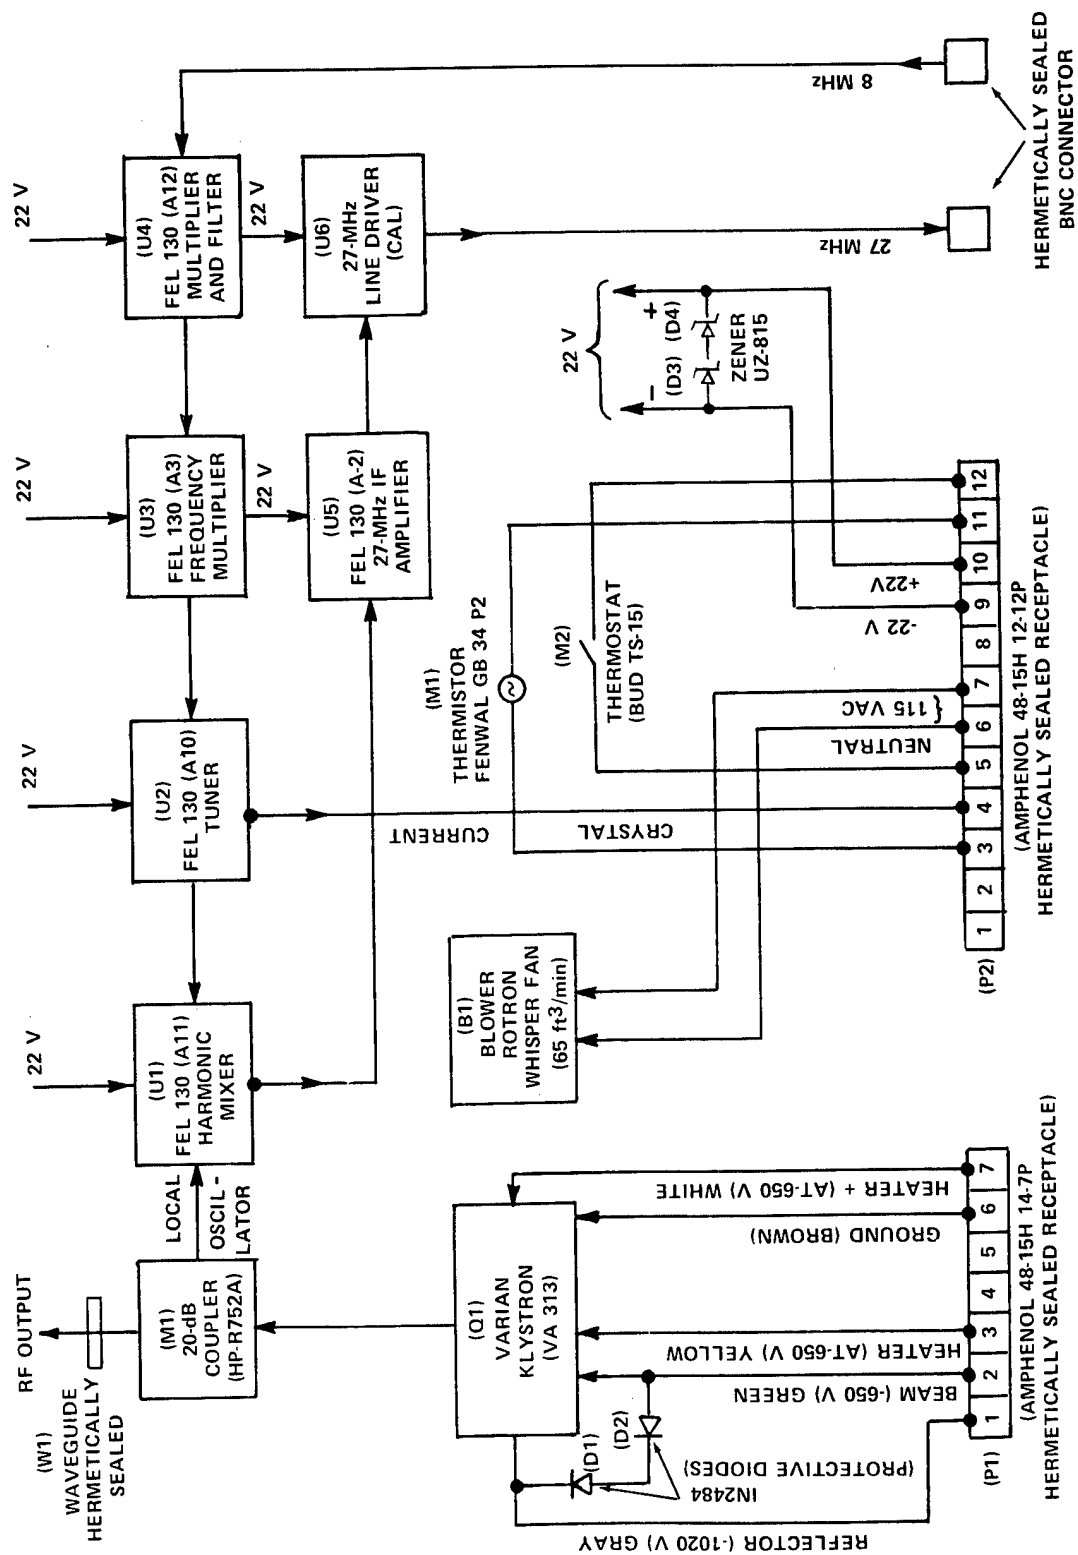 RF OUTPUT
(W1)
WAVEGUIDE
HERMETICALLY
SEALED
(M1)
20-dB
COUPLER
(HP-R752A)
LOCAL
OSCIL-
LATOR
22 V
(U1)
FEL 130 (A11)
HARMONIC
MIXER
22 V
(U2)
FEL 130 (A10)
TUNER
22 V
(U3)
FEL 130 (A3)
FREQUENCY
MULTIPLIER
22 V
(U4)
FEL 130 (A12)
MULTIPLIER
AND FILTER
22 V
(U5)
FEL 130 (A-2)
27-MHz IF
AMPLIFIER
22 V
(U6)
27-MHz
LINE DRIVER
(CAL)
8 MHz
27 MHz
HERMETICALLY SEALED
BNC CONNECTOR
(Q1)
VARIAN
KLYSTRON
(VA 313)
(D1)
(D2)
IN2484
(PROTECTIVE DIODES)
REFLECTOR (-1020 V) GRAY
BEAM (-650 V) GREEN
HEATER (AT-650 V) YELLOW
GROUND (BROWN)
HEATER + (AT-650 V) WHITE
1 2 3 4 5 6 7
(P1)
(AMPHENOL 48-15H 14-7P
HERMETICALLY SEALED RECEPTACLE)
(B1)
BLOWER
ROTRON
WHISPER FAN
(65 ft3/min)
CRYSTAL
CURRENT
(M1)
THERMISTOR
FENWAL GB 34 P2
(M2)
THERMOSTAT
(BUD TS-15)
NEUTRAL
115 VAC
-22 V
+22V
22 V
− +
(D3) (D4)
ZENER
UZ-815
1 2 3 4 5 6 7 8 9 10 11 12
(P2)
(AMPHENOL 48-15H 12-12P
HERMETICALLY SEALED RECEPTACLE)